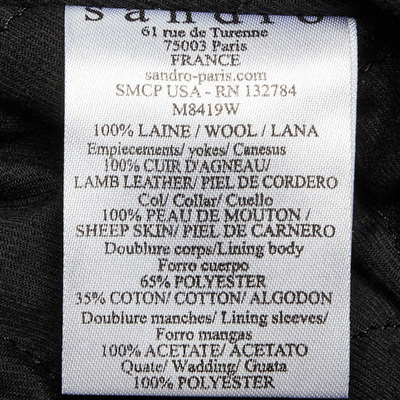 sandro
61 rue de Turenne
75003 Paris
FRANCE
sandro-paris.com
SMCP USA - RN 132784
M8419W
100% LAINE / WOOL / LANA
Empiecements/ yokes/ Canesus
100% CUIR D'AGNEAU/
LAMB LEATHER/ PIEL DE CORDERO
Col/ Collar/ Cuello
100% PEAU DE MOUTON /
SHEEP SKIN/ PIEL DE CARNERO
Doublure corps/Lining body
Forro cuerpo
65% POLYESTER
35% COTON/ COTTON/ ALGODON
Doublure manches/ Lining sleeves/
Forro mangas
100% ACETATE/ ACETATO
Quate/ Wadding/ Guata
100% POLYESTER